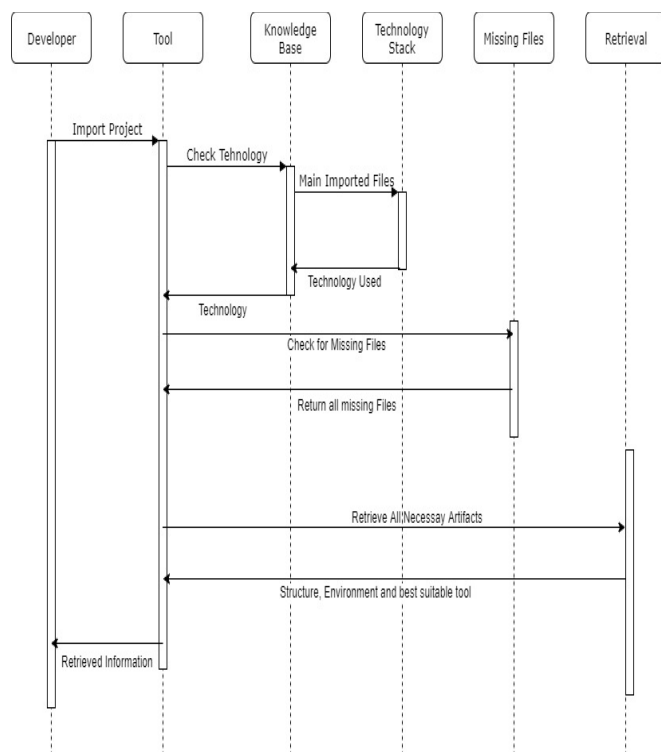 Developer
Tool
Knowledge
Base
Technology
Stack
Missing Files
Retrieval
Import Project
Check Tehnology
Main Imported Files
Technology Used
Technology
Check for Missing Files
Return all missing Files
Retrieve All Necessay Artifacts
Structure, Environment and best suitable tool
Retrieved Information